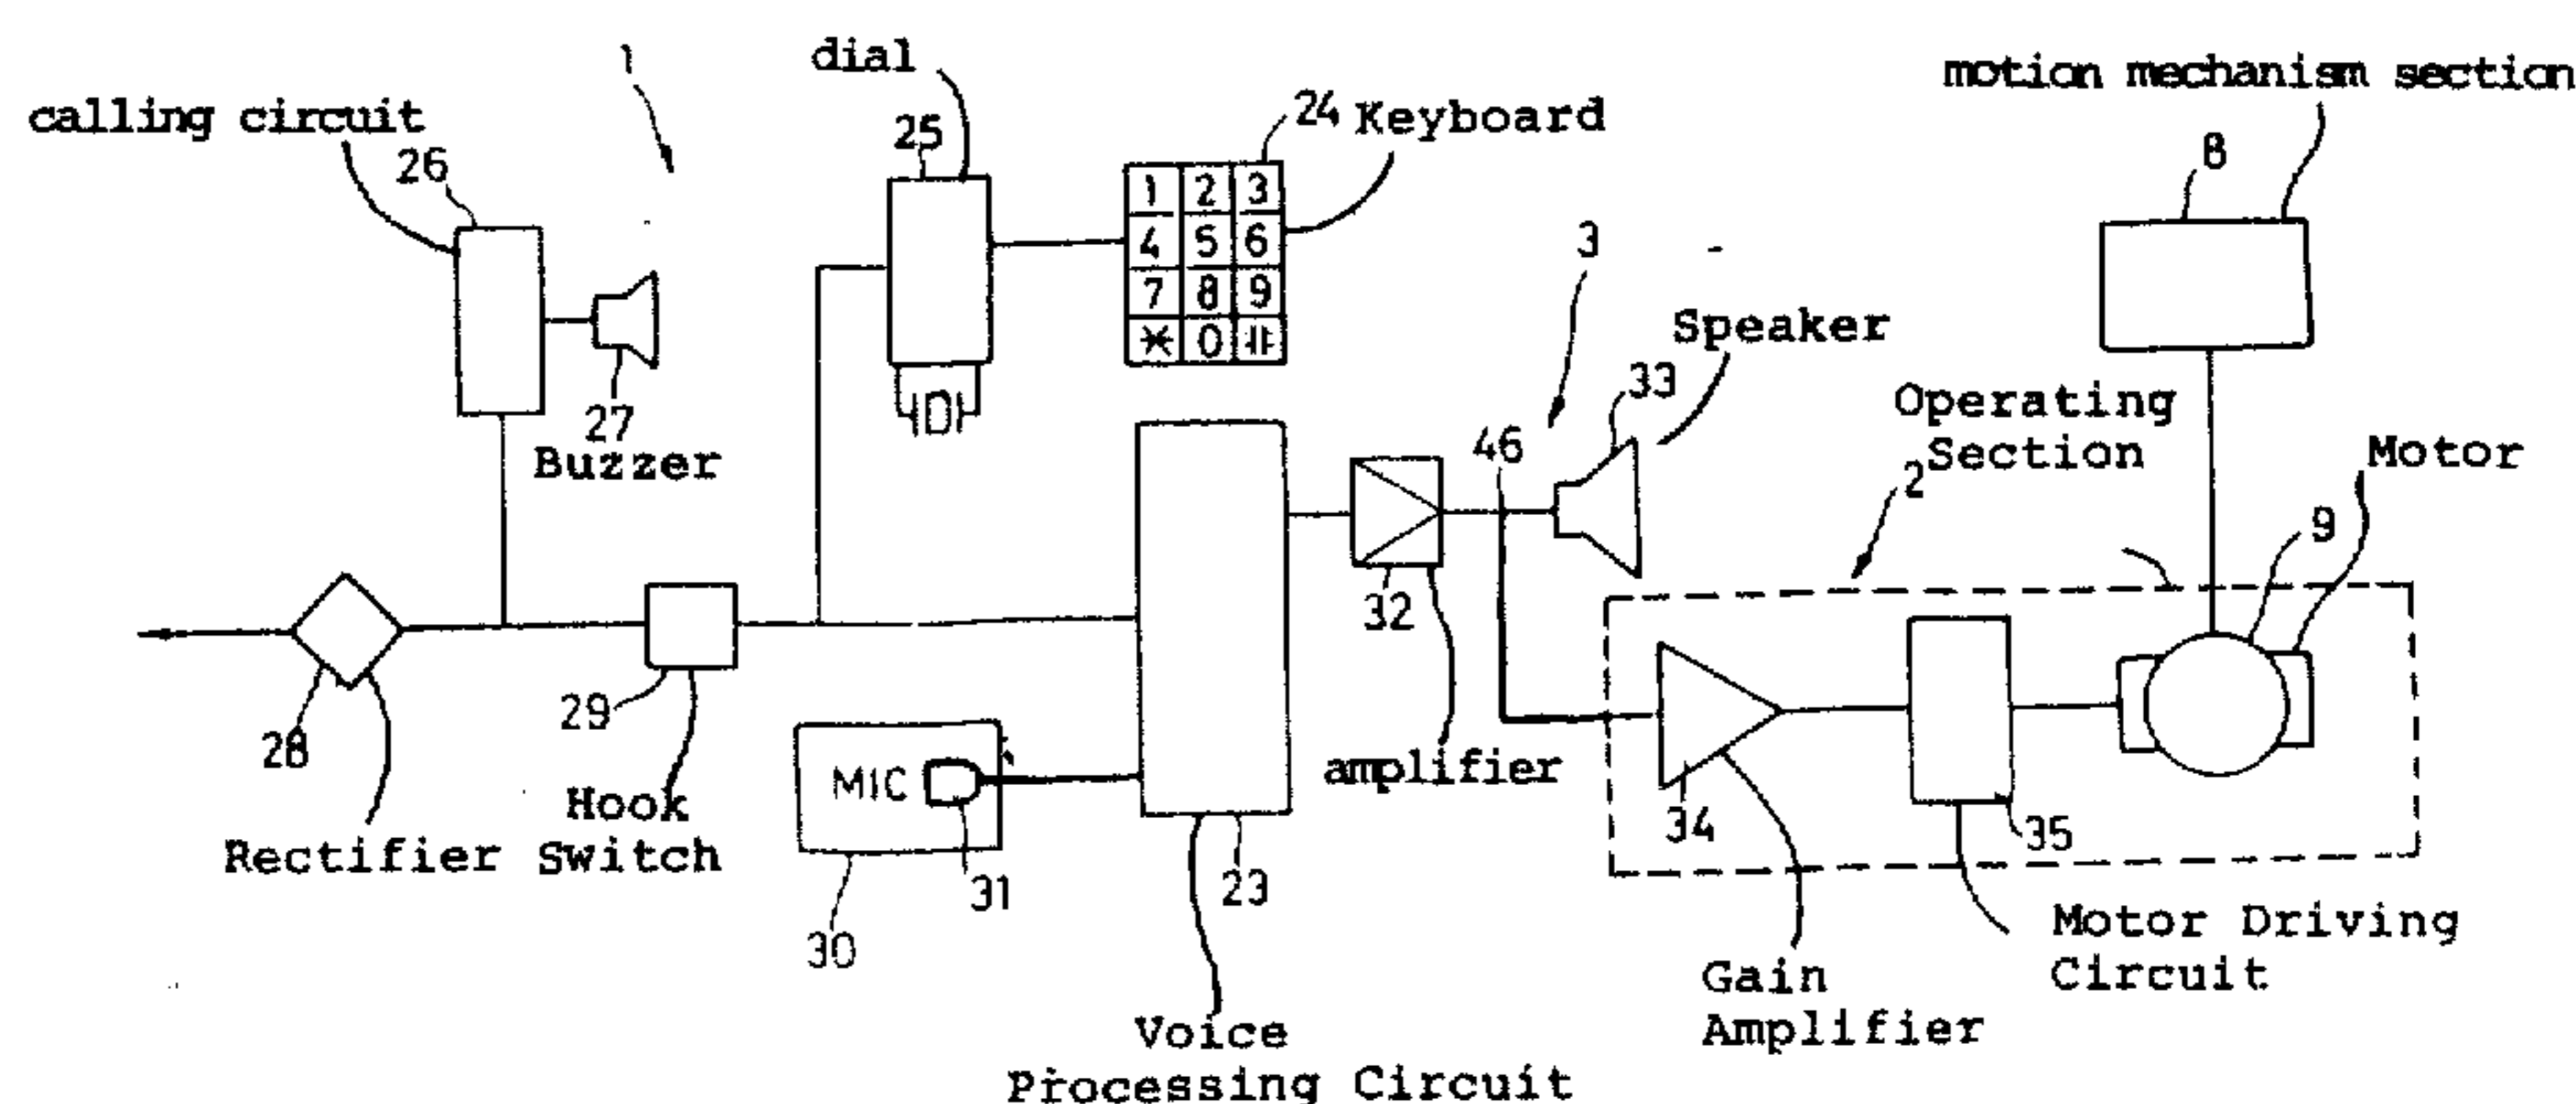 1
dial
motion mechanism section
calling circuit
26
25
24 Keyboard
8
1 2 3
4 5 6
7 8 9
* 0 #
3
Speaker
33
27
Buzzer
46
Operating
Section
2
Motor
9
32
28
29
MIC
31
30
23
amplifier
34
35
Hook
Switch
Rectifier
Voice
Processing Circuit
Gain
Amplifier
Motor Driving
Circuit